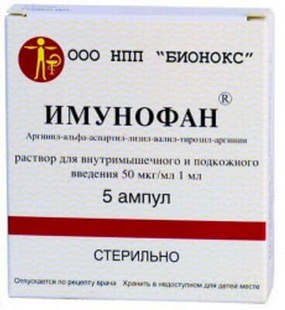 ООО НПП "БИОНОКС"
ИМУНОФАН®
Аргинил-альфа-аспартил-лизил-валил-тирозил-аргинин
раствор для внутримышечного и подкожного
введения 50 мкг/мл 1 мл
5 ампул
СТЕРИЛЬНО
Отпускается по рецепту врача Хранить в недоступном для детей месте